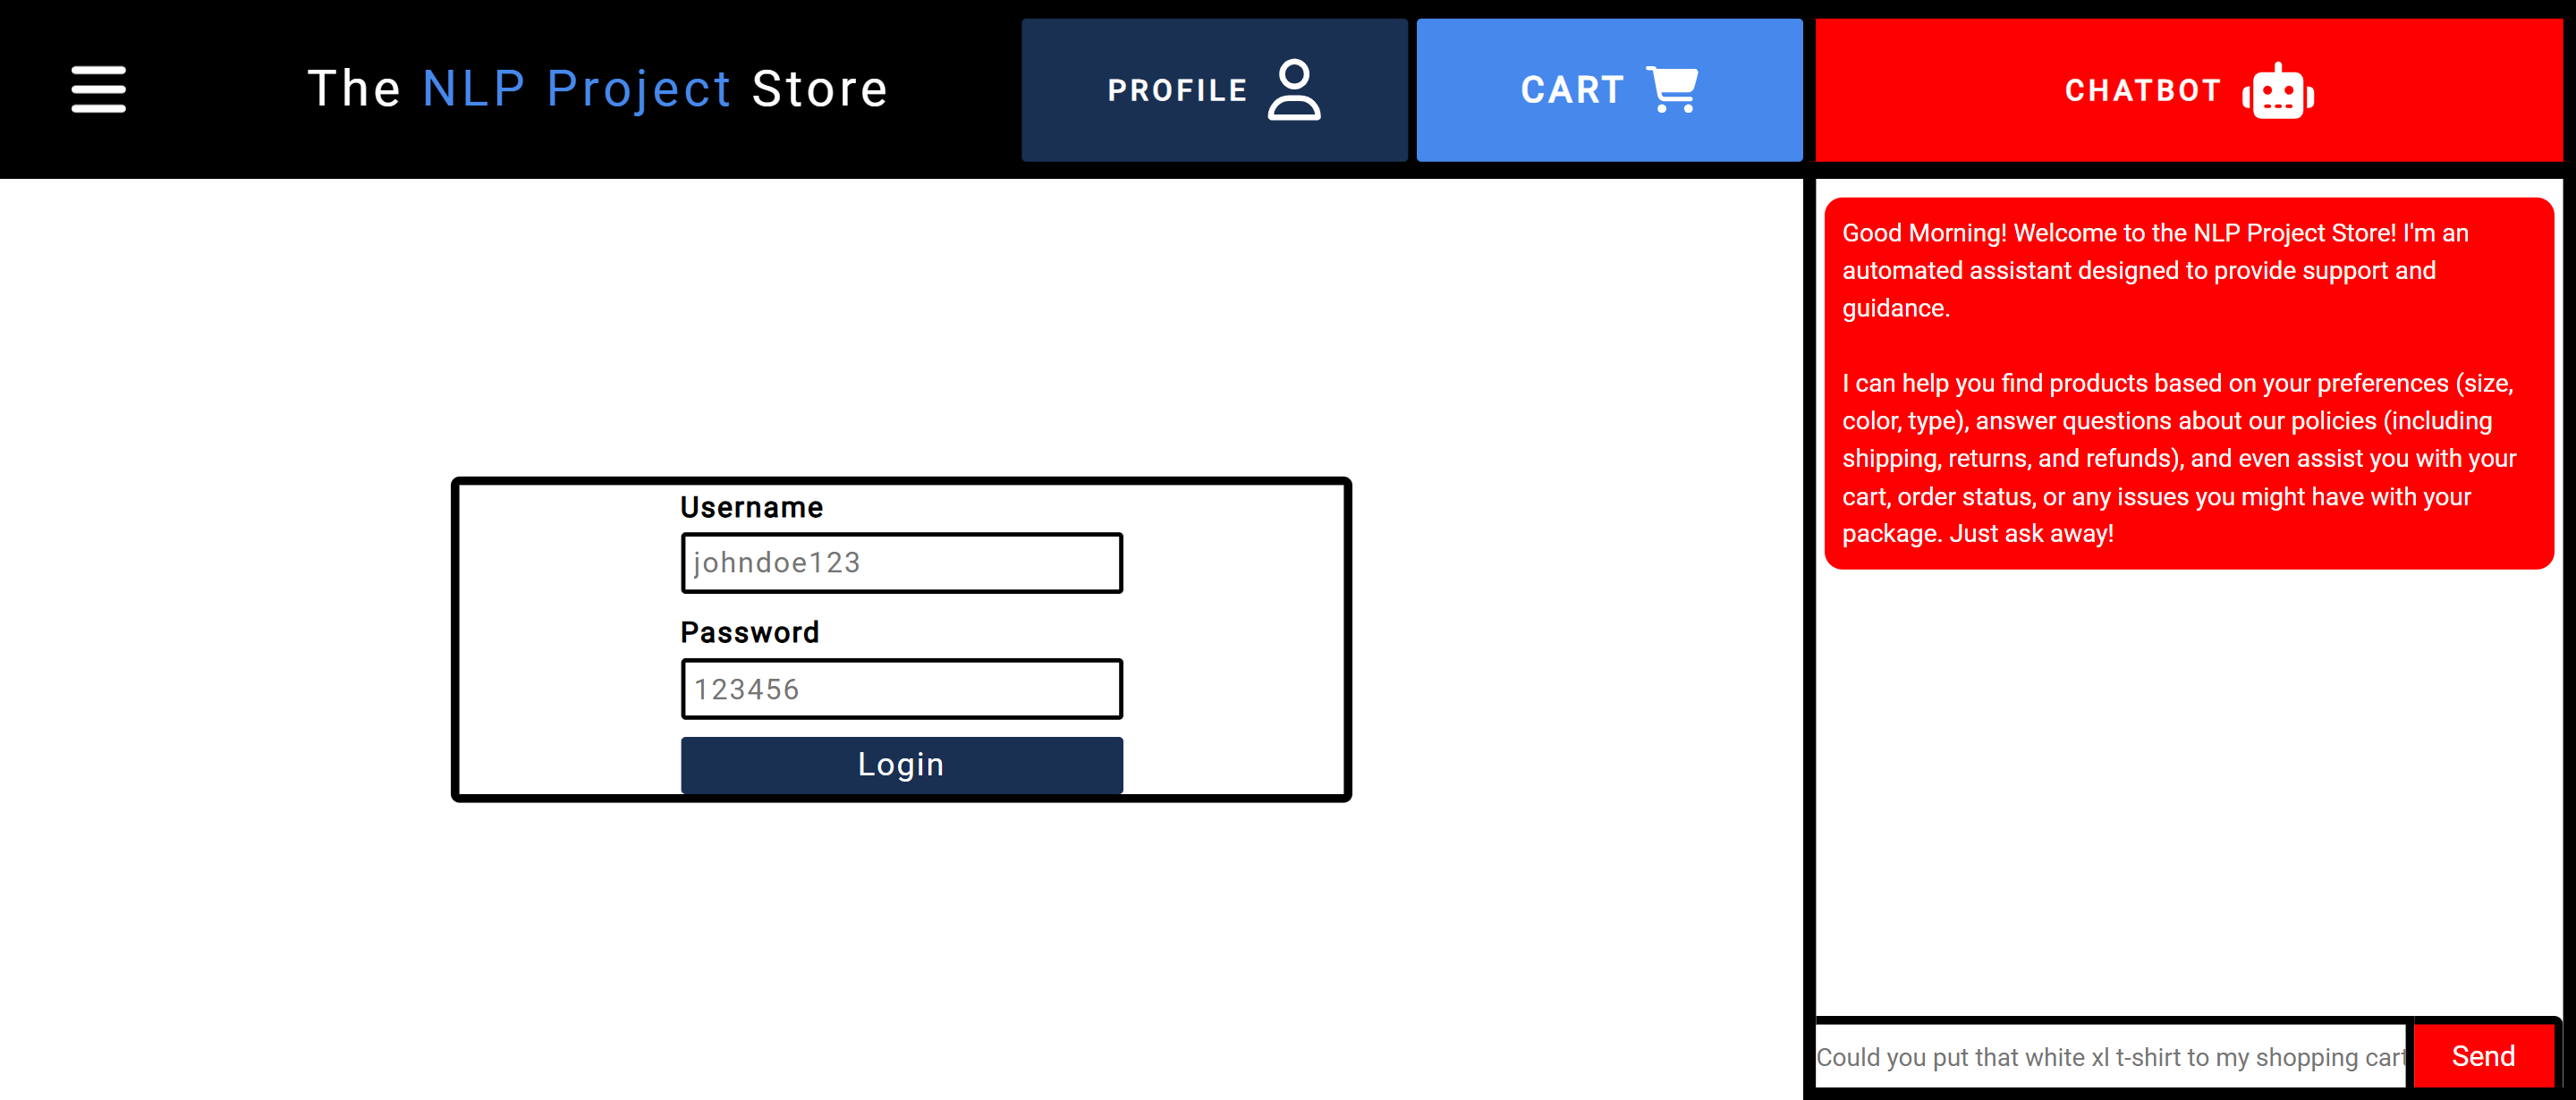 The NLP Project Store
PROFILE
CART
CHATBOT
Username
johndoe123
Password
123456
Login
Good Morning! Welcome to the NLP Project Store! I'm an
automated assistant designed to provide support and
guidance.
I can help you find products based on your preferences (size,
color, type), answer questions about our policies (including
shipping, returns, and refunds), and even assist you with your
cart, order status, or any issues you might have with your
package. Just ask away!
Could you put that white xl t-shirt to my shopping cart
Send